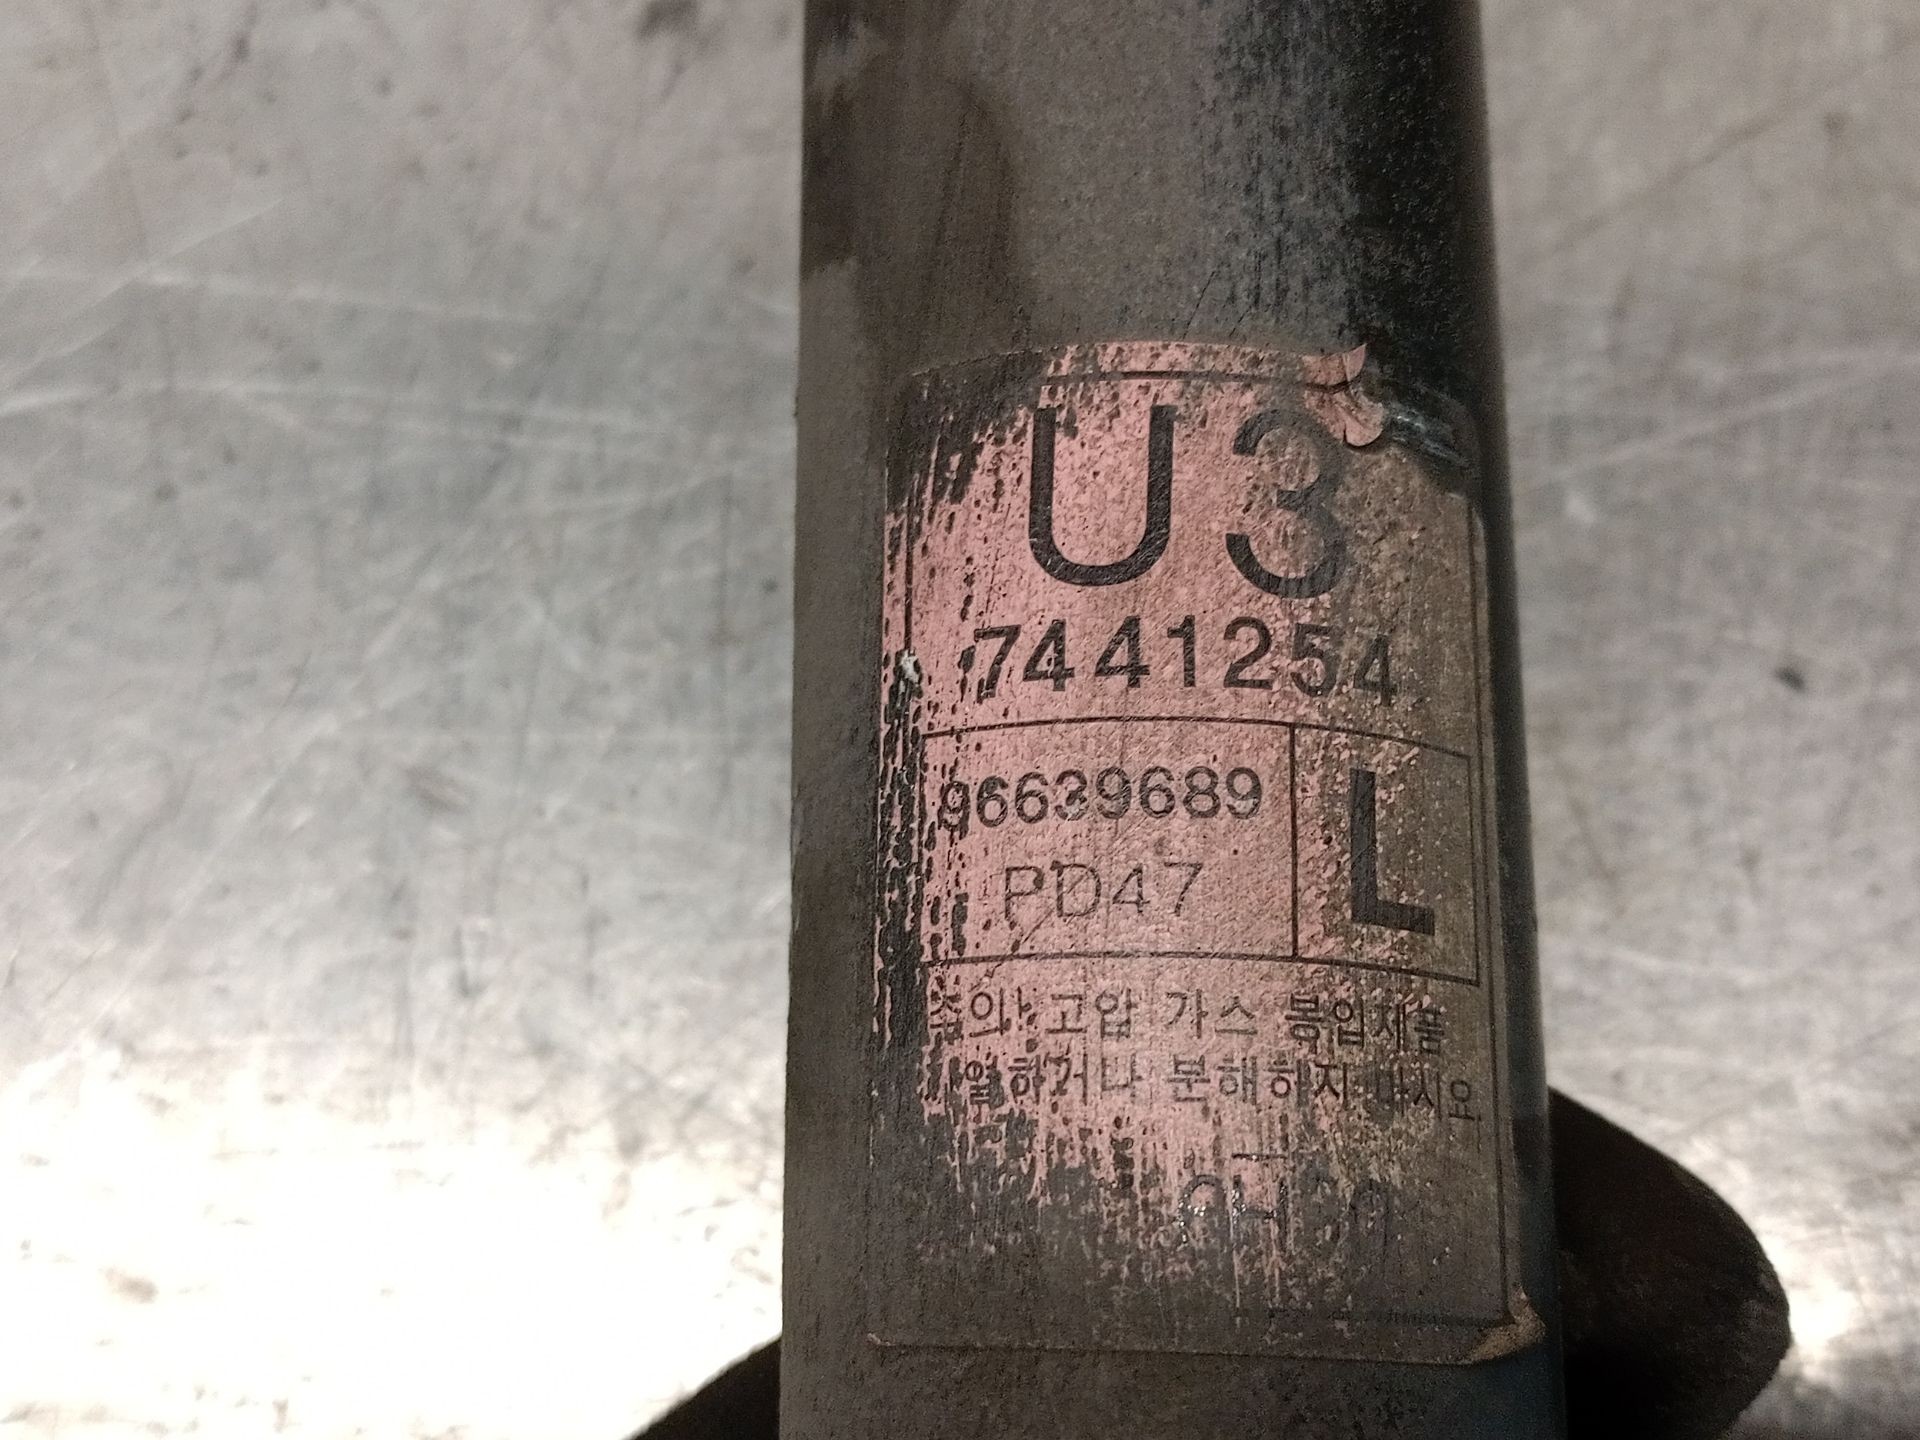 U3
7441254
96639689
L
PD47
주의! 고압 가스 봉입제품
가열하거나 분해하지 마시오